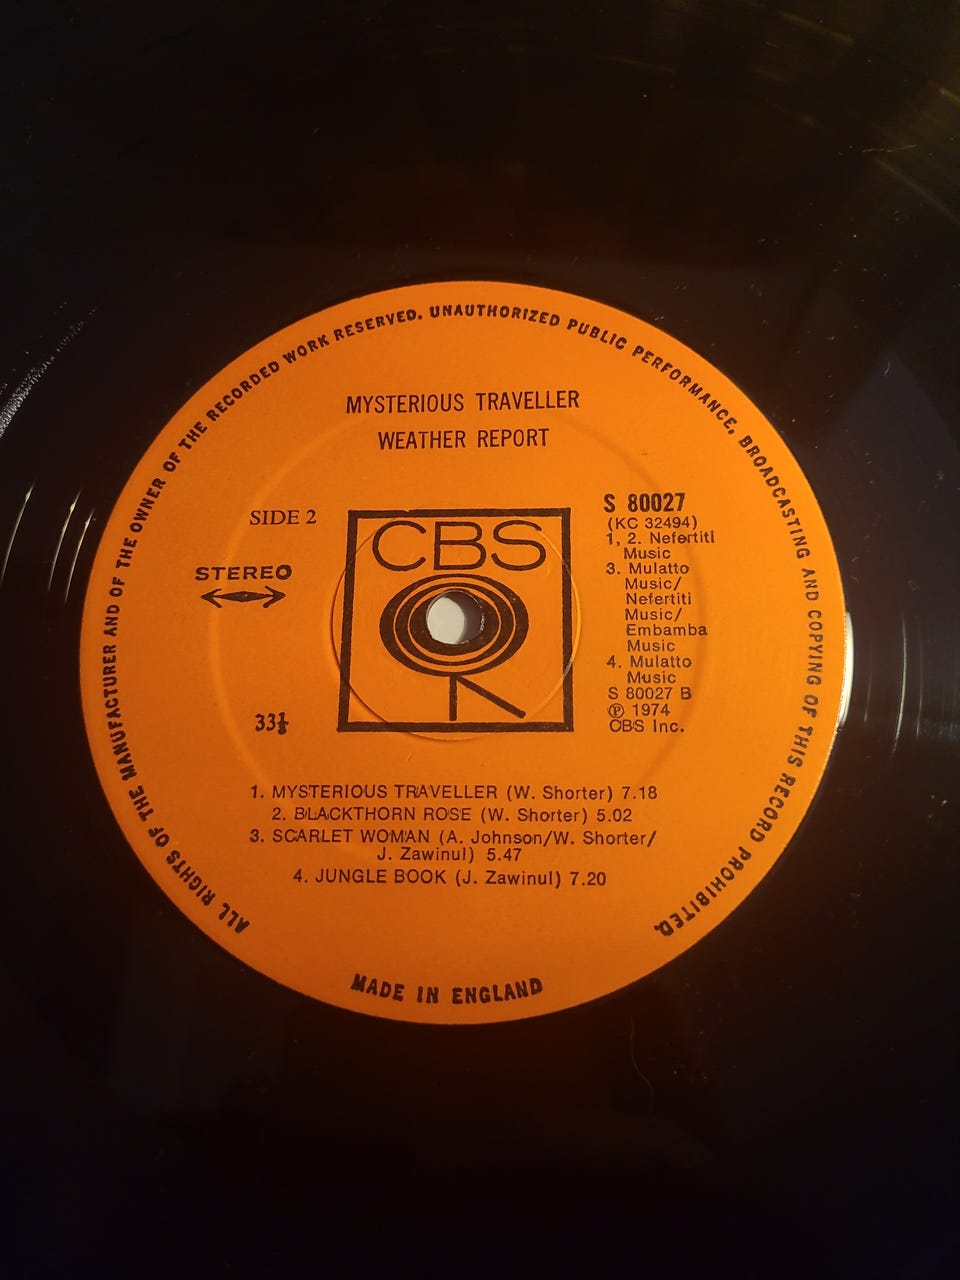 ALL RIGHTS OF THE MANUFACTURER AND OF THE OWNER OF THE RECORDED WORK RESERVED. UNAUTHORIZED PUBLIC PERFORMANCE, BROADCASTING AND COPYING OF THIS RECORD PROHIBITED.
MYSTERIOUS TRAVELLER
WEATHER REPORT
SIDE 2
STEREO
33⅓
CBS
S 80027
(KC 32494)
1, 2. Nefertiti
Music
3. Mulatto
Music/
Nefertiti
Music/
Embamba
Music
4. Mulatto
Music
S 80027 B
℗ 1974
CBS Inc.
1. MYSTERIOUS TRAVELLER (W. Shorter) 7.18
2. BLACKTHORN ROSE (W. Shorter) 5.02
3. SCARLET WOMAN (A. Johnson/W. Shorter/
J. Zawinul) 5.47
4. JUNGLE BOOK (J. Zawinul) 7.20
MADE IN ENGLAND